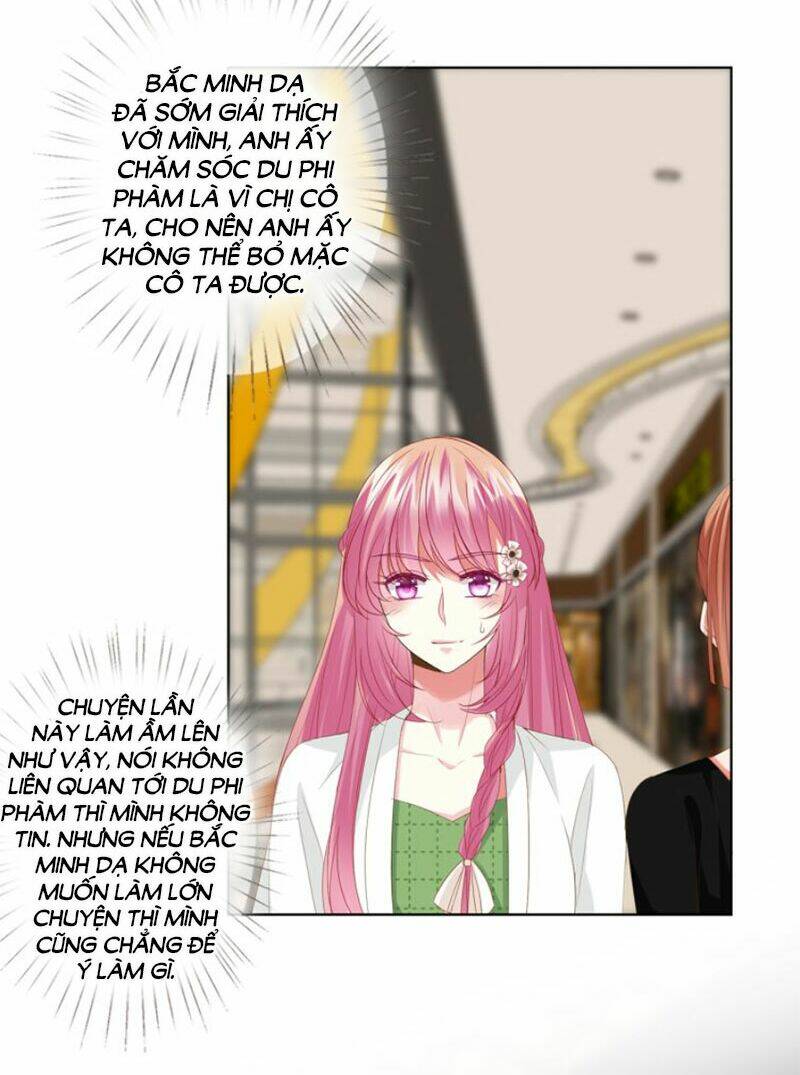 BẮC MINH DẠ
ĐÃ SỚM GIẢI THÍCH
VỚI MÌNH, ANH ẤY
CHĂM SÓC DU PHI
PHÀM LÀ VÌ CHỊ CÔ
TA, CHO NÊN ANH ẤY
KHÔNG THỂ BỎ MẶC
CÔ TA ĐƯỢC.
CHUYỆN LẦN
NÀY LÀM ẦM LÊN
NHƯ VẬY, NÓI KHÔNG
LIÊN QUAN TỚI DU PHI
PHÀM THÌ MÌNH KHÔNG
TIN. NHƯNG NẾU BẮC
MINH DẠ KHÔNG
MUỐN LÀM LỚN
CHUYỆN THÌ MÌNH
CŨNG CHẲNG ĐỂ
Ý LÀM GÌ.